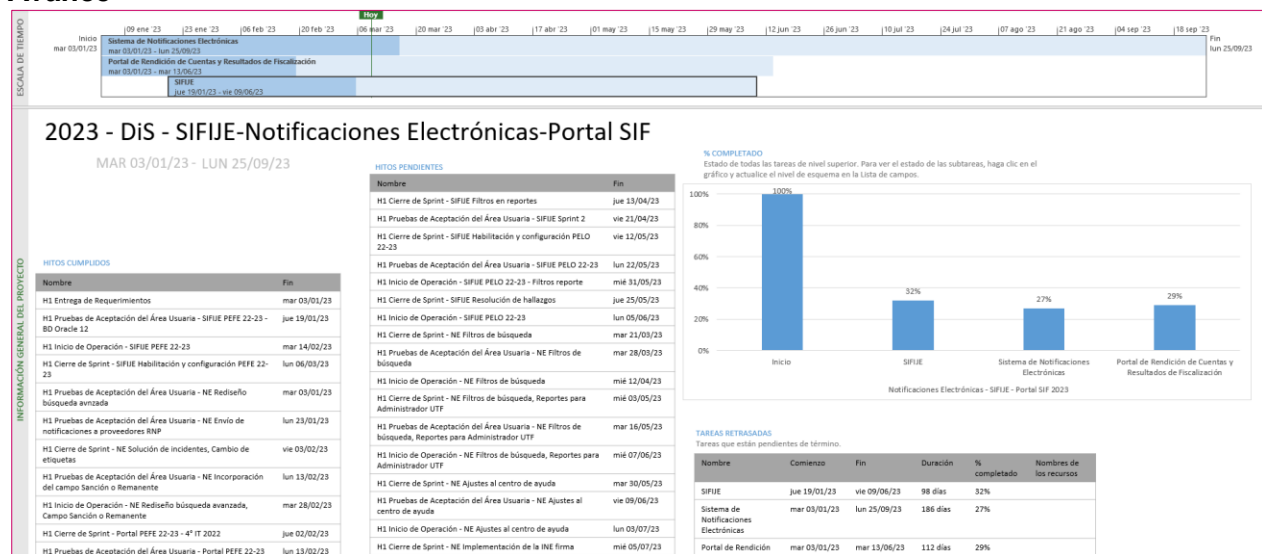 ESCALA DE TIEMPO
Hoy
09 ene '23 23 ene '23 06 feb '23 20 feb '23 06 mar '23 20 mar '23 03 abr '23 17 abr '23 01 may '23 15 may '23 29 may '23 12 jun '23 26 jun '23 10 jul '23 24 jul '23 07 ago '23 21 ago '23 04 sep '23 18 sep '23
Inicio
mar 03/01/23
Sistema de Notificaciones Electrónicas
mar 03/01/23 - lun 25/09/23
Portal de Rendición de Cuentas y Resultados de Fiscalización
mar 03/01/23 - mar 13/06/23
SIFIJE
jue 19/01/23 - vie 09/06/23
Fin
lun 25/09/23
INFORMACIÓN GENERAL DEL PROYECTO
2023 - DiS - SIFIJE-Notificaciones Electrónicas-Portal SIF
MAR 03/01/23 - LUN 25/09/23
HITOS CUMPLIDOS
Nombre Fin
H1 Entrega de Requerimientos mar 03/01/23
H1 Pruebas de Aceptación del Área Usuaria - SIFIJE PEFE 22-23 - jue 19/01/23
BD Oracle 12
H1 Inicio de Operación - SIFIJE PEFE 22-23 mar 14/02/23
H1 Cierre de Sprint - SIFIJE Habilitación y configuración PEFE 22- lun 06/03/23
23
H1 Pruebas de Aceptación del Área Usuaria - NE Rediseño mar 03/01/23
búsqueda avnzada
H1 Pruebas de Aceptación del Área Usuaria - NE Envío de lun 23/01/23
notificaciones a proveedores RNP
H1 Cierre de Sprint - NE Solución de incidentes, Cambio de vie 03/02/23
etiquetas
H1 Pruebas de Aceptación del Área Usuaria - NE Incorporación lun 13/02/23
del campo Sanción o Remanente
H1 Inicio de Operación - NE Rediseño búsqueda avanzada, mar 28/02/23
Campo Sanción o Remanente
H1 Cierre de Sprint - Portal PEFE 22-23 - 4° IT 2022 jue 02/02/23
H1 Pruebas de Aceptación del Área Usuaria - Portal PEFE 22-23 lun 13/02/23
HITOS PENDIENTES
Nombre Fin
H1 Cierre de Sprint - SIFIJE Filtros en reportes jue 13/04/23
H1 Pruebas de Aceptación del Área Usuaria - SIFIJE Sprint 2 vie 21/04/23
H1 Cierre de Sprint - SIFIJE Habilitación y configuración PELO vie 12/05/23
22-23
H1 Pruebas de Aceptación del Área Usuaria - SIFIJE PELO 22-23 lun 22/05/23
H1 Inicio de Operación - SIFIJE PELO 22-23 - Filtros reporte mié 31/05/23
H1 Cierre de Sprint - SIFIJE Resolución de hallazgos jue 25/05/23
H1 Inicio de Operación - SIFIJE PELO 22-23 lun 05/06/23
H1 Cierre de Sprint - NE Filtros de búsqueda mar 21/03/23
H1 Pruebas de Aceptación del Área Usuaria - NE Filtros de mar 28/03/23
búsqueda
H1 Inicio de Operación - NE Filtros de búsqueda mié 12/04/23
H1 Cierre de Sprint - NE Filtros de búsqueda, Reportes para mié 03/05/23
Administrador UTF
H1 Pruebas de Aceptación del Área Usuaria - NE Filtros de mar 16/05/23
búsqueda, Reportes para Administrador UTF
H1 Inicio de Operación - NE Filtros de búsqueda, Reportes para mié 07/06/23
Administrador UTF
H1 Cierre de Sprint - NE Ajustes al centro de ayuda mar 30/05/23
H1 Pruebas de Aceptación del Área Usuaria - NE Ajustes al vie 09/06/23
centro de ayuda
H1 Inicio de Operación - NE Ajustes al centro de ayuda lun 03/07/23
H1 Cierre de Sprint - NE Implementación de la INE firma mié 05/07/23
% COMPLETADO
Estado de todas las tareas de nivel superior. Para ver el estado de las subtareas, haga clic en el
gráfico y actualice el nivel de esquema en la Lista de campos.
100%
80%
60%
40%
20%
0%
100%
32%
27%
29%
Inicio
SIFIJE
Sistema de Notificaciones
Electrónicas
Portal de Rendición de Cuentas y
Resultados de Fiscalización
Notificaciones Electrónicas - SIFIJE - Portal SIF 2023
TAREAS RETRASADAS
Tareas que están pendientes de término.
Nombre Comienzo Fin Duración % completado Nombres de los recursos
SIFIJE jue 19/01/23 vie 09/06/23 98 días 32%
Sistema de mar 03/01/23 lun 25/09/23 186 días 27%
Notificaciones
Electrónicas
Portal de Rendición mar 03/01/23 mar 13/06/23 112 días 29%